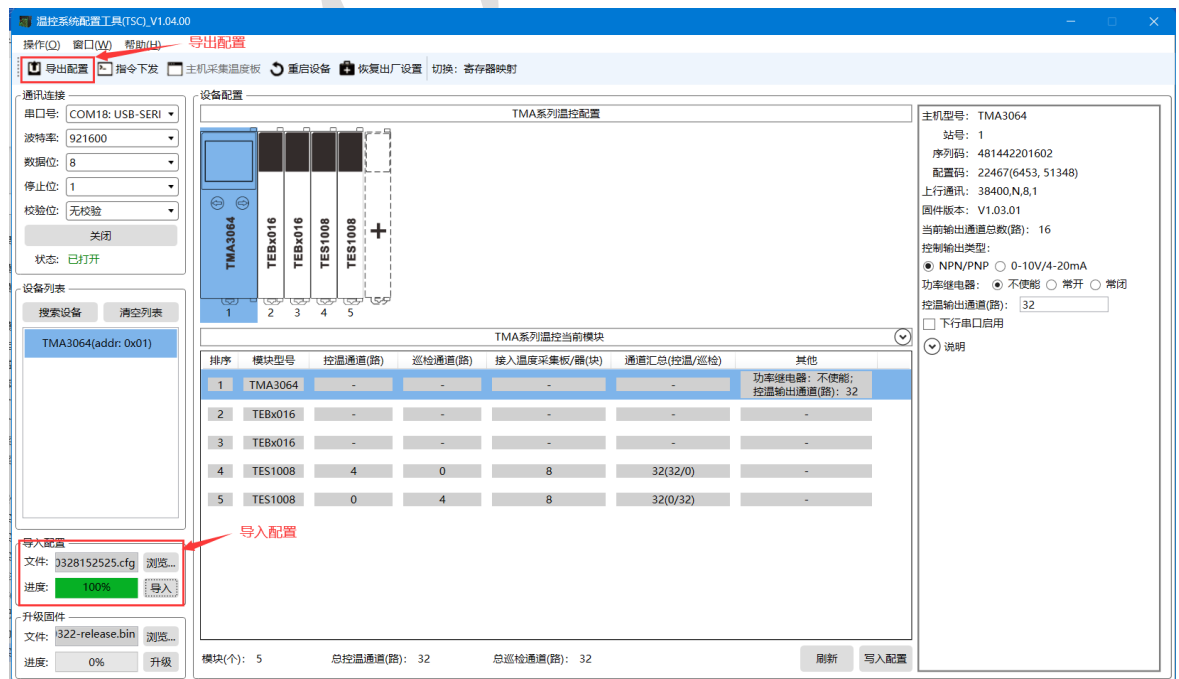 温控系统配置工具(TSC)_V1.04.00
操作(O) 窗口(W) 帮助(H)
导出配置
导出配置 指令下发 主机采集温度板 重启设备 恢复出厂设置 切换：寄存器映射
通讯连接
串口号: COM18: USB-SERI
波特率: 921600
数据位: 8
停止位: 1
校验位: 无校验
关闭
状态: 已打开
设备列表
搜索设备 清空列表
TMA3064(addr: 0x01)
导入配置
文件: 0328152525.cfg 浏览...
进度: 100% 导入
升级固件
文件: 322-release.bin 浏览...
进度: 0% 升级
设备配置
TMA系列温控配置
TMA3064 TEBx016 TEBx016 TES1008 TES1008 +
1 2 3 4 5
TMA系列温控当前模块
排序 模块型号 控温通道(路) 巡检通道(路) 接入温度采集板/器(块) 通道汇总(控温/巡检) 其他
1 TMA3064 - - - - 功率继电器：不使能;
控温输出通道(路)：32
2 TEBx016 - - - - -
3 TEBx016 - - - - -
4 TES1008 4 0 8 32(32/0) -
5 TES1008 0 4 8 32(0/32) -
导入配置
模块(个)： 5 总控温通道(路)： 32 总巡检通道(路)： 32 刷新 写入配置
主机型号： TMA3064
站号： 1
序列码： 481442201602
配置码： 22467(6453, 51348)
上行通讯： 38400,N,8,1
固件版本： V1.03.01
当前输出通道总数(路)： 16
控制输出类型：
NPN/PNP 0-10V/4-20mA
功率继电器： 不使能 常开 常闭
控温输出通道(路)： 32
下行串口启用
说明